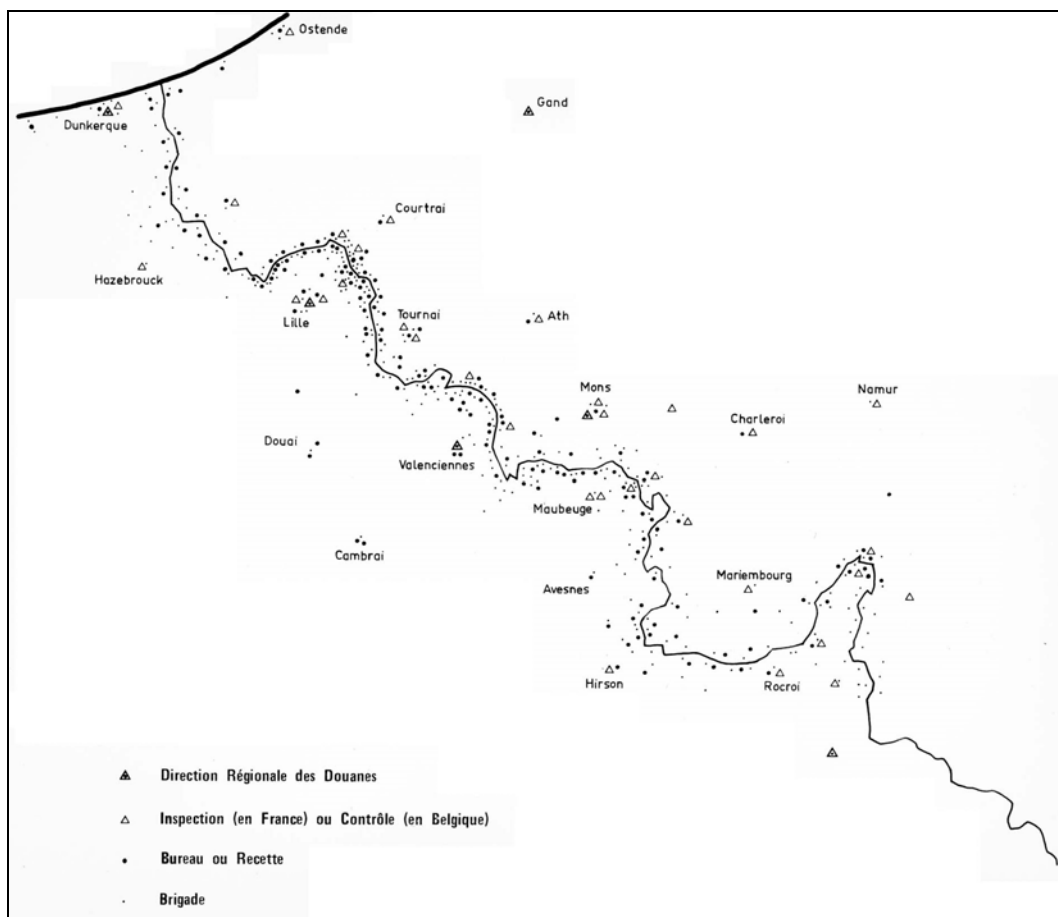 Ostende
Gand
Dunkerque
Courtrai
Hazebrouck
Lille
Tournai
Ath
Mons
Namur
Charleroi
Douai
Valenciennes
Maubeuge
Cambrai
Avesnes
Mariembourg
Hirson
Rocroi
Direction Régionale des Douanes
Inspection (en France) ou Contrôle (en Belgique)
Bureau ou Recette
Brigade